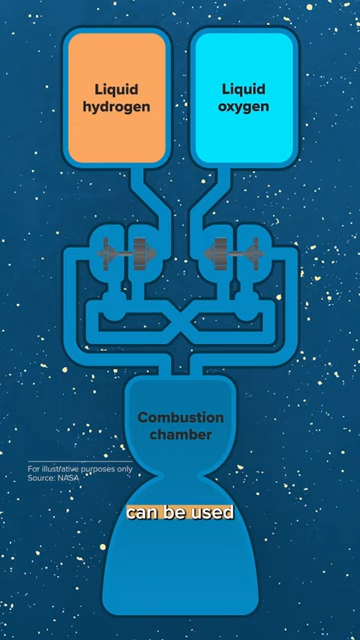 Liquid
hydrogen
Liquid
oxygen
Combustion
chamber
For illustrative purposes only
Source: NASA
can be used